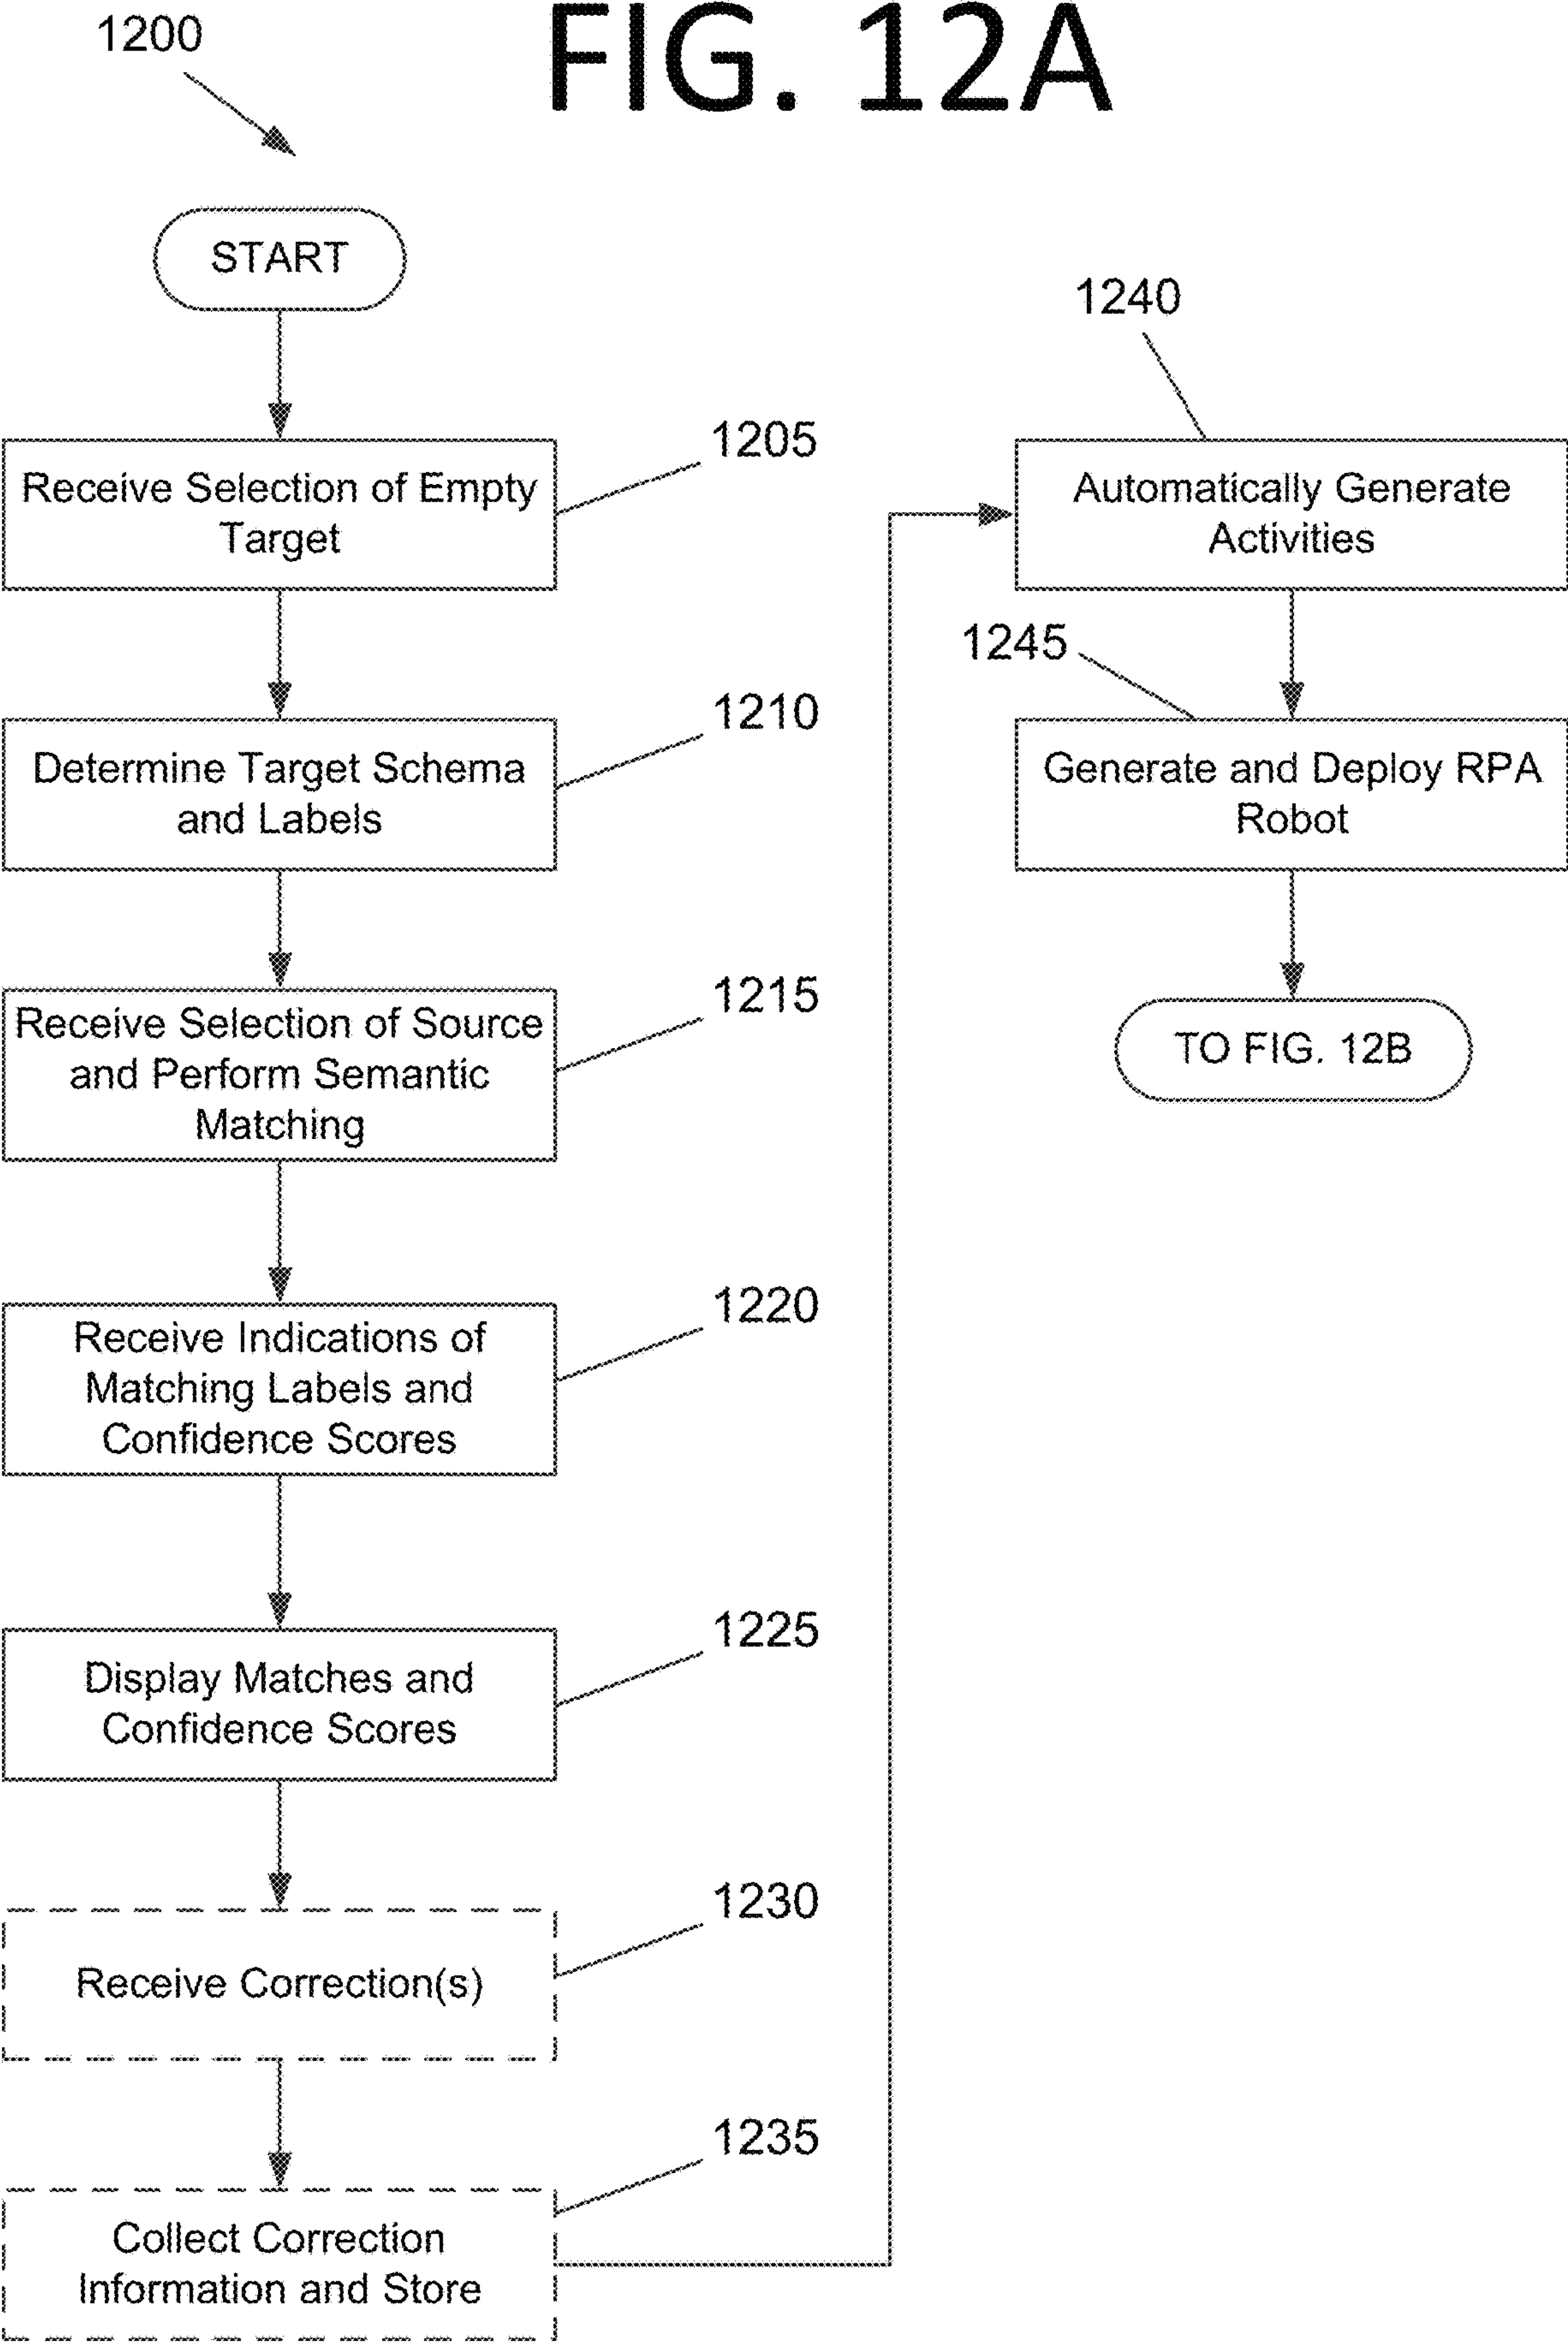 FIG. 12A
1200
START
1205
Receive Selection of Empty
Target
1210
Determine Target Schema
and Labels
1215
Receive Selection of Source
and Perform Semantic
Matching
1220
Receive Indications of
Matching Labels and
Confidence Scores
1225
Display Matches and
Confidence Scores
1230
Receive Correction(s)
1235
Collect Correction
Information and Store
1240
Automatically Generate
Activities
1245
Generate and Deploy RPA
Robot
TO FIG. 12B